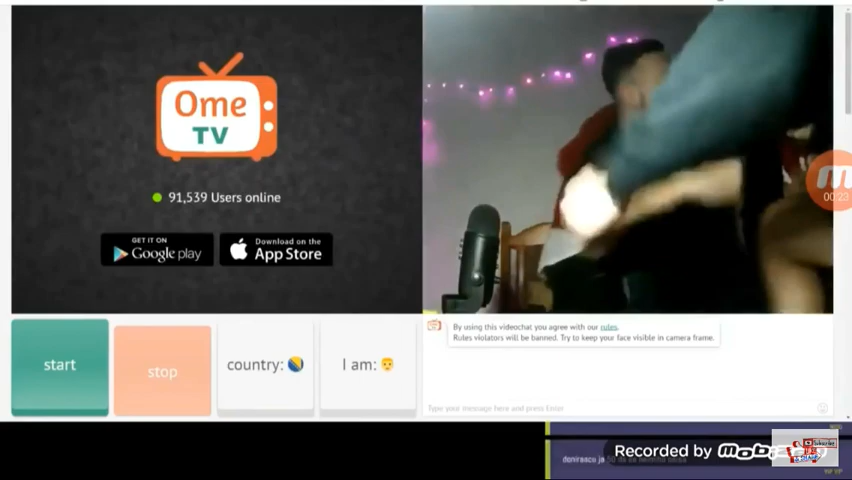 Ome
TV
91,539 Users online
GET IT ON
Google play
Download on the
App Store
00:23
start
stop
country:
I am:
By using this videochat you agree with our rules.
Rules violators will be banned. Try to keep your face visible in camera frame.
Type your message here and press Enter
Recorded by